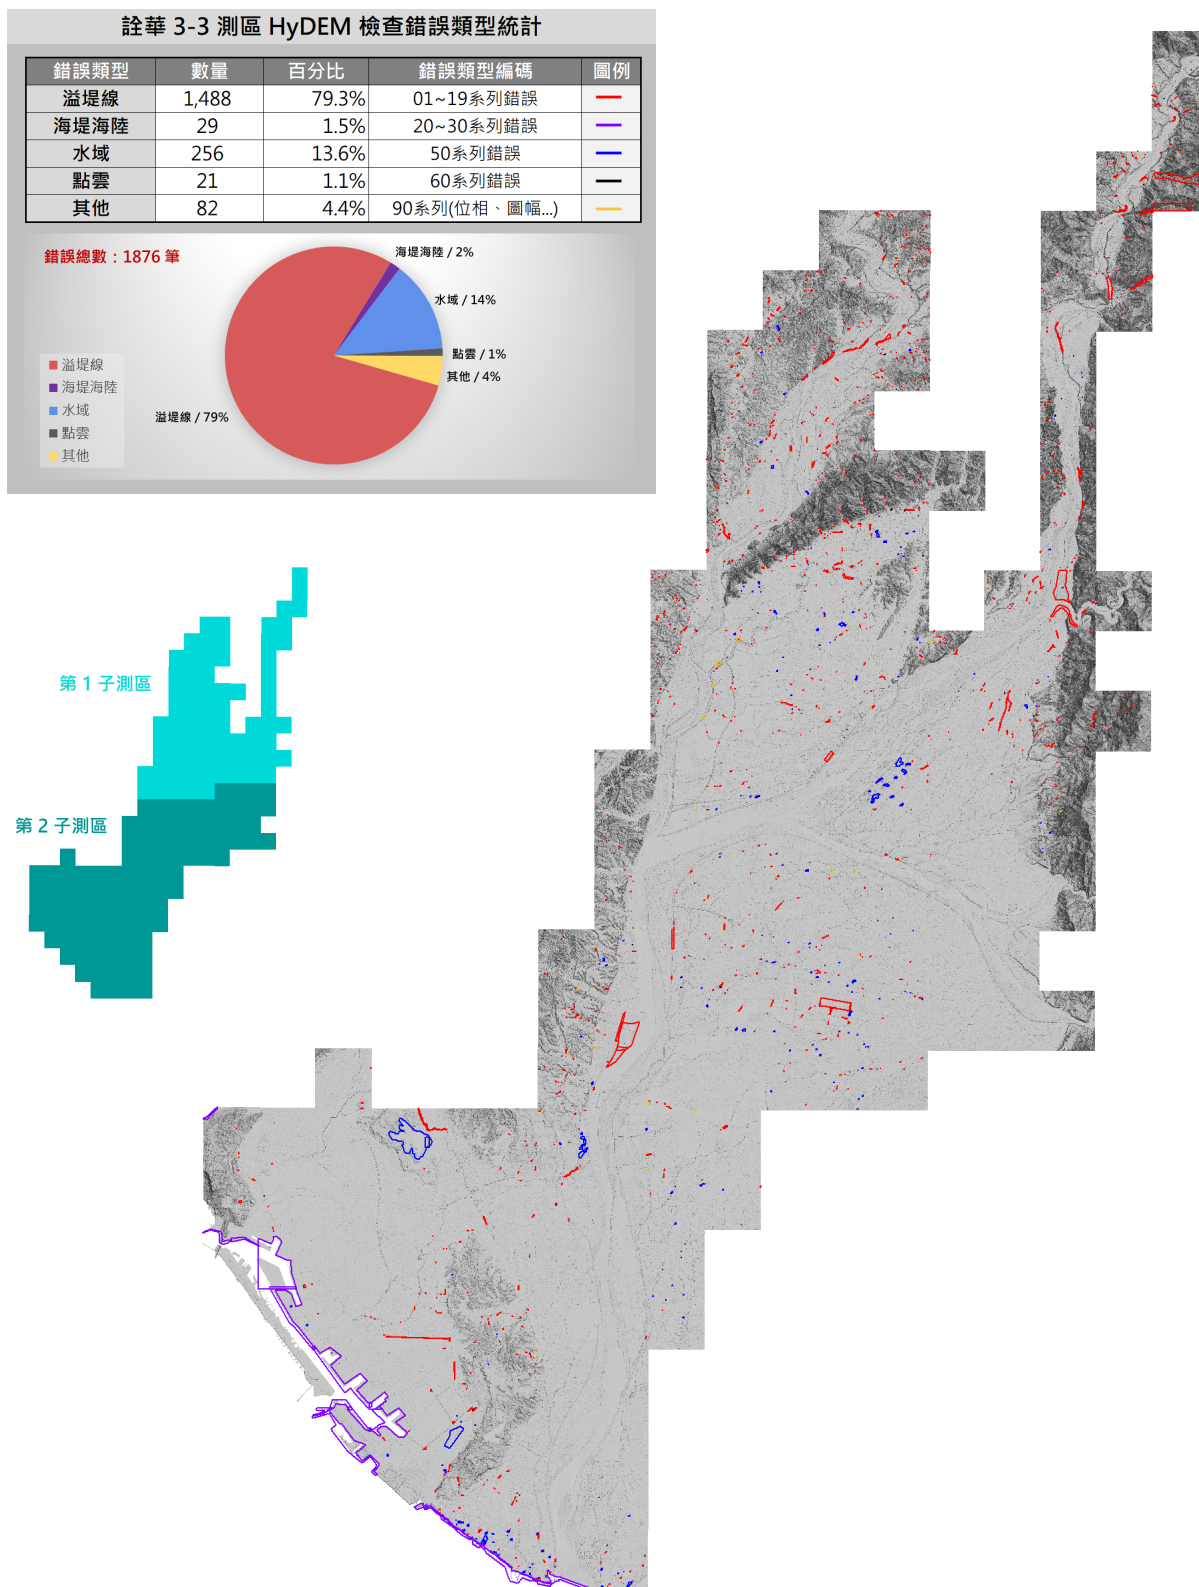 詮華 3-3 測區 HyDEM 檢查錯誤類型統計
錯誤類型 數量 百分比 錯誤類型編碼 圖例
溢堤線 1,488 79.3% 01~19系列錯誤
海堤海陸 29 1.5% 20~30系列錯誤
水域 256 13.6% 50系列錯誤
點雲 21 1.1% 60系列錯誤
其他 82 4.4% 90系列(位相、圖幅...)
錯誤總數：1876 筆
海堤海陸 / 2%
水域 / 14%
點雲 / 1%
其他 / 4%
溢堤線 / 79%
溢堤線
海堤海陸
水域
點雲
其他
第 1 子測區
第 2 子測區